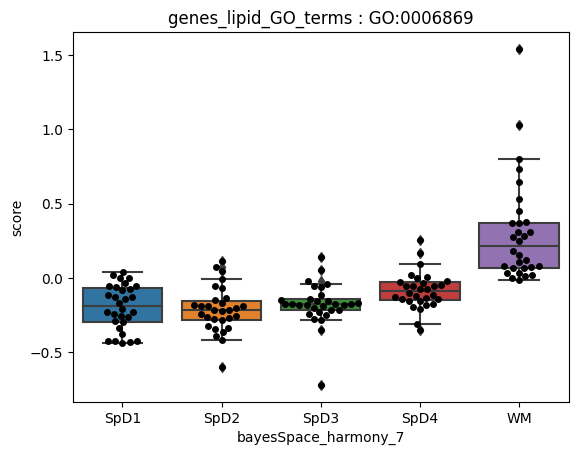 genes_lipid_GO_terms : GO:0006869
1.5
1.0
0.5
0.0
−0.5
score
SpD1 SpD2 SpD3 SpD4 WM
bayesSpace_harmony_7